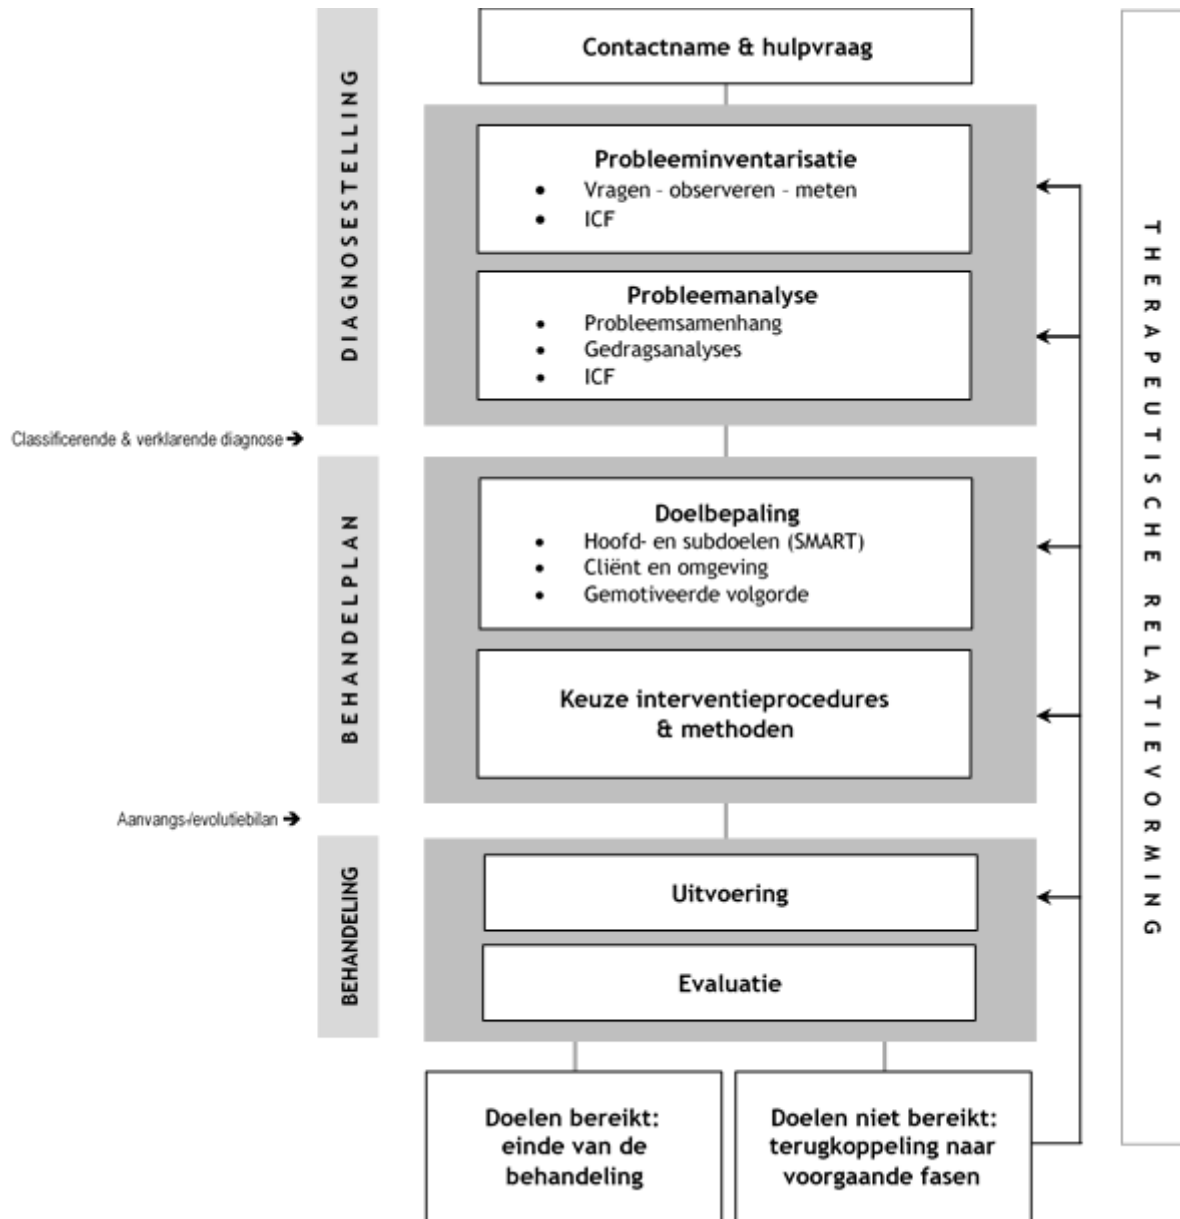 Contactname & hulpvraag
DIAGNOSESTELLING
Probleeminventarisatie
• Vragen – observeren – meten
• ICF
Probleemanalyse
• Probleemsamenhang
• Gedragsanalyses
• ICF
Classificerende & verklarende diagnose ➔
BEHANDELPLAN
Doelbepaling
• Hoofd- en subdoelen (SMART)
• Cliënt en omgeving
• Gemotiveerde volgorde
Keuze interventieprocedures
& methoden
Aanvangs-/evolutiebilan ➔
BEHANDELING
Uitvoering
Evaluatie
Doelen bereikt:
einde van de
behandeling
Doelen niet bereikt:
terugkoppeling naar
voorgaande fasen
THERAPEUTISCHE RELATIEVORMING